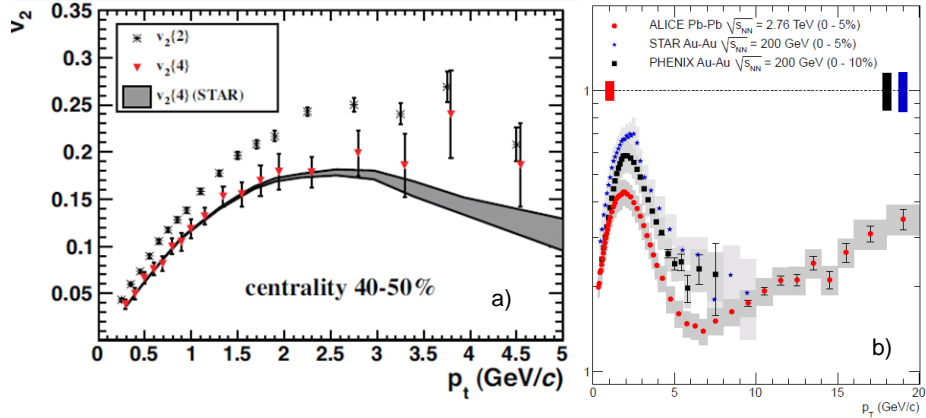 v₂
0.35
0.3
0.25
0.2
0.15
0.1
0.05
v₂{2}
v₂{4}
v₂{4} (STAR)
centrality 40-50%
a)
0 0.5 1 1.5 2 2.5 3 3.5 4 4.5 5
pₜ (GeV/c)
ALICE Pb-Pb √sNN = 2.76 TeV (0 - 5%)
STAR Au-Au √sNN = 200 GeV (0 - 5%)
PHENIX Au-Au √sNN = 200 GeV (0 - 10%)
1
1
b)
0 5 10 15 20
pₜ (GeV/c)